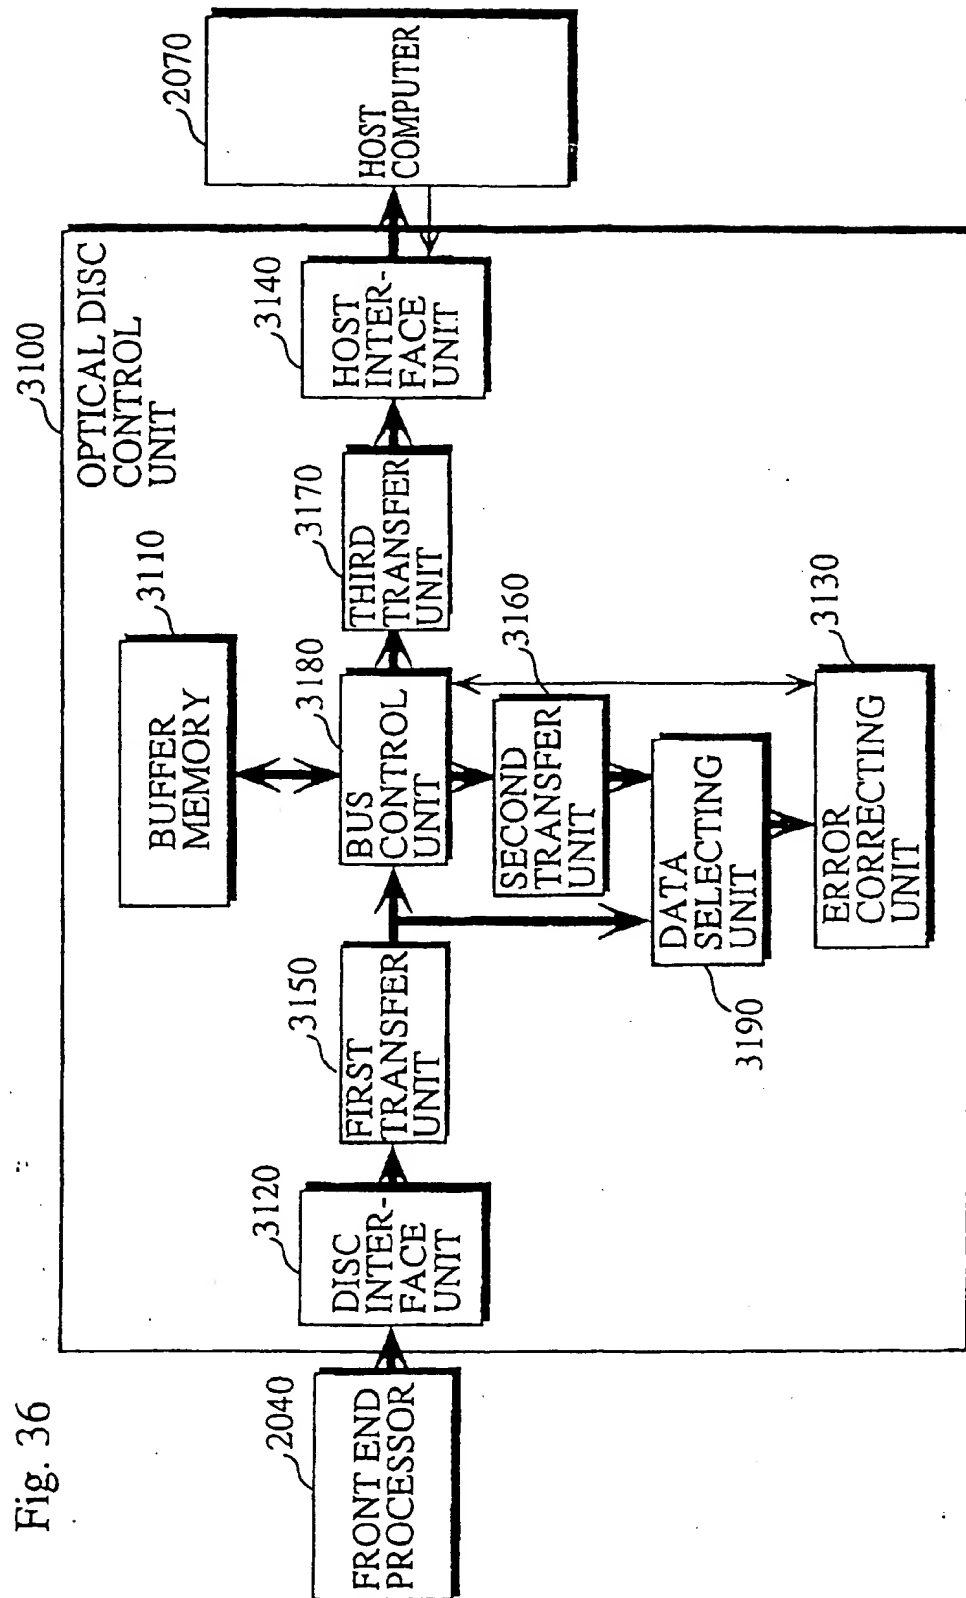 Fig. 36
3100
OPTICAL DISC
CONTROL
UNIT
2040
FRONT END
PROCESSOR
3120
DISC
INTER-
FACE
UNIT
3150
FIRST
TRANSFER
UNIT
3110
BUFFER
MEMORY
3180
BUS
CONTROL
UNIT
3170
THIRD
TRANSFER
UNIT
3140
HOST
INTER-
FACE
UNIT
2070
HOST
COMPUTER
3160
SECOND
TRANSFER
UNIT
3190
DATA
SELECTING
UNIT
3130
ERROR
CORRECTING
UNIT